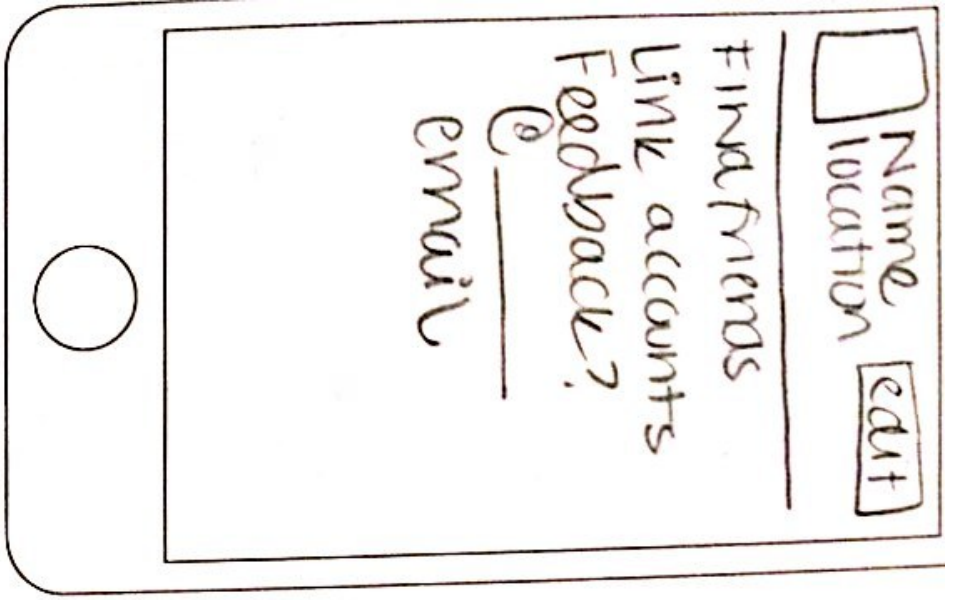 Name
location
edit
Find friends
Link accounts
Feedback?
@
email